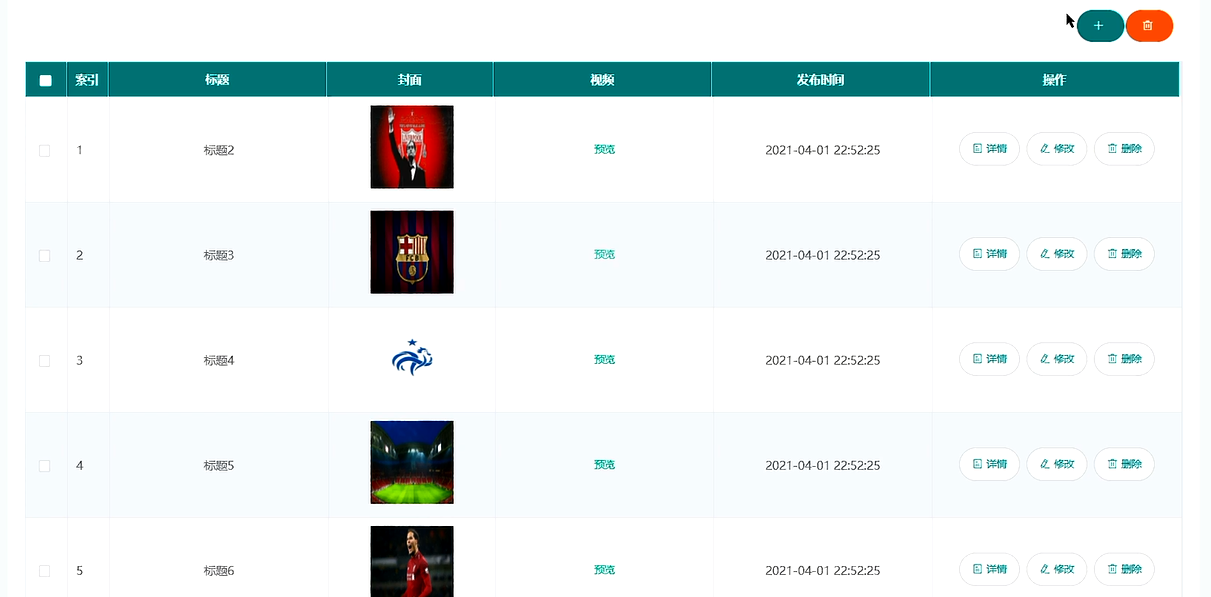 索引 标题 封面 视频 发布时间 操作
1 标题2 预览 2021-04-01 22:52:25 详情 修改 删除
2 标题3 预览 2021-04-01 22:52:25 详情 修改 删除
3 标题4 预览 2021-04-01 22:52:25 详情 修改 删除
4 标题5 预览 2021-04-01 22:52:25 详情 修改 删除
5 标题6 预览 2021-04-01 22:52:25 详情 修改 删除